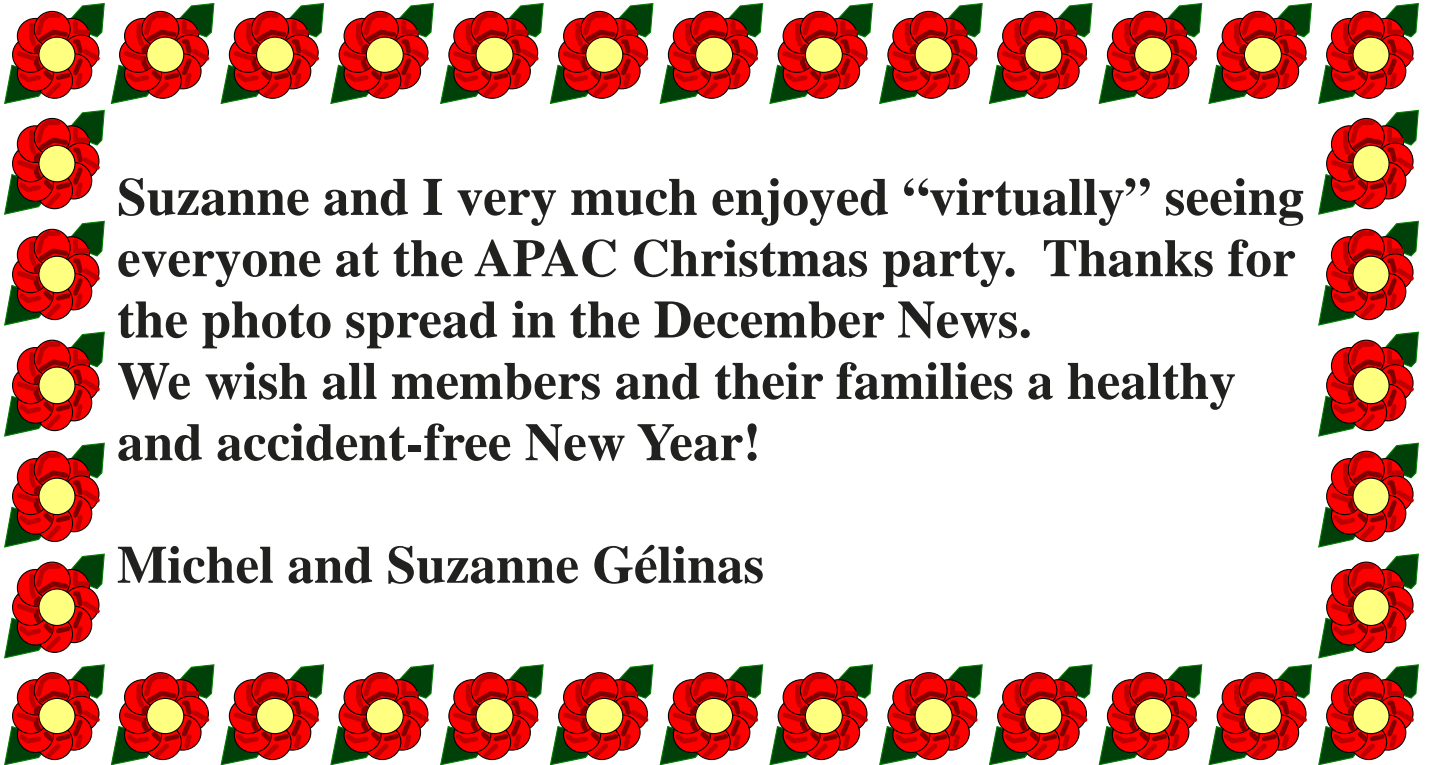 Suzanne and I very much enjoyed “virtually” seeing
everyone at the APAC Christmas party.  Thanks for
the photo spread in the December News.
We wish all members and their families a healthy
and accident-free New Year!
Michel and Suzanne Gélinas